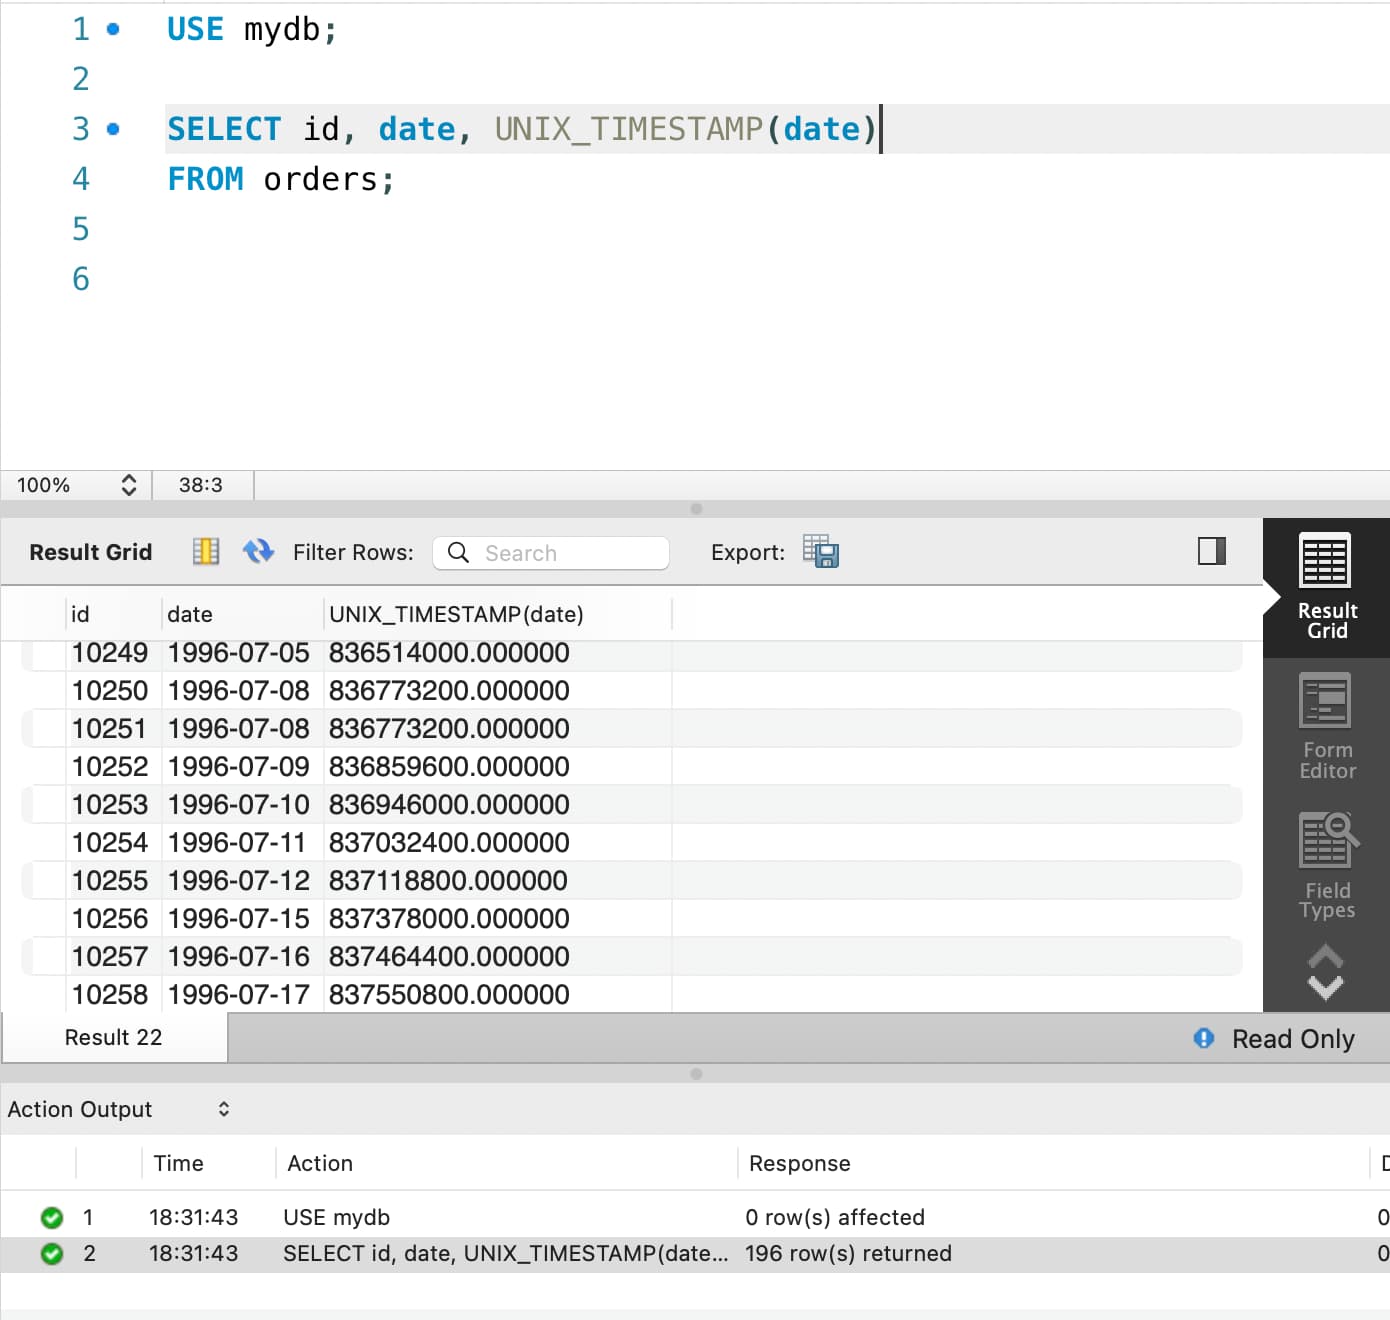 1 USE mydb;
2
3 SELECT id, date, UNIX_TIMESTAMP(date)
4 FROM orders;
5
6
100% 38:3
Result Grid Filter Rows: Search Export:
Result Grid
Form Editor
Field Types
id date UNIX_TIMESTAMP(date)
10249 1996-07-05 836514000.000000
10250 1996-07-08 836773200.000000
10251 1996-07-08 836773200.000000
10252 1996-07-09 836859600.000000
10253 1996-07-10 836946000.000000
10254 1996-07-11 837032400.000000
10255 1996-07-12 837118800.000000
10256 1996-07-15 837378000.000000
10257 1996-07-16 837464400.000000
10258 1996-07-17 837550800.000000
Result 22 Read Only
Action Output
Time Action Response
1 18:31:43 USE mydb 0 row(s) affected 0
2 18:31:43 SELECT id, date, UNIX_TIMESTAMP(date... 196 row(s) returned 0